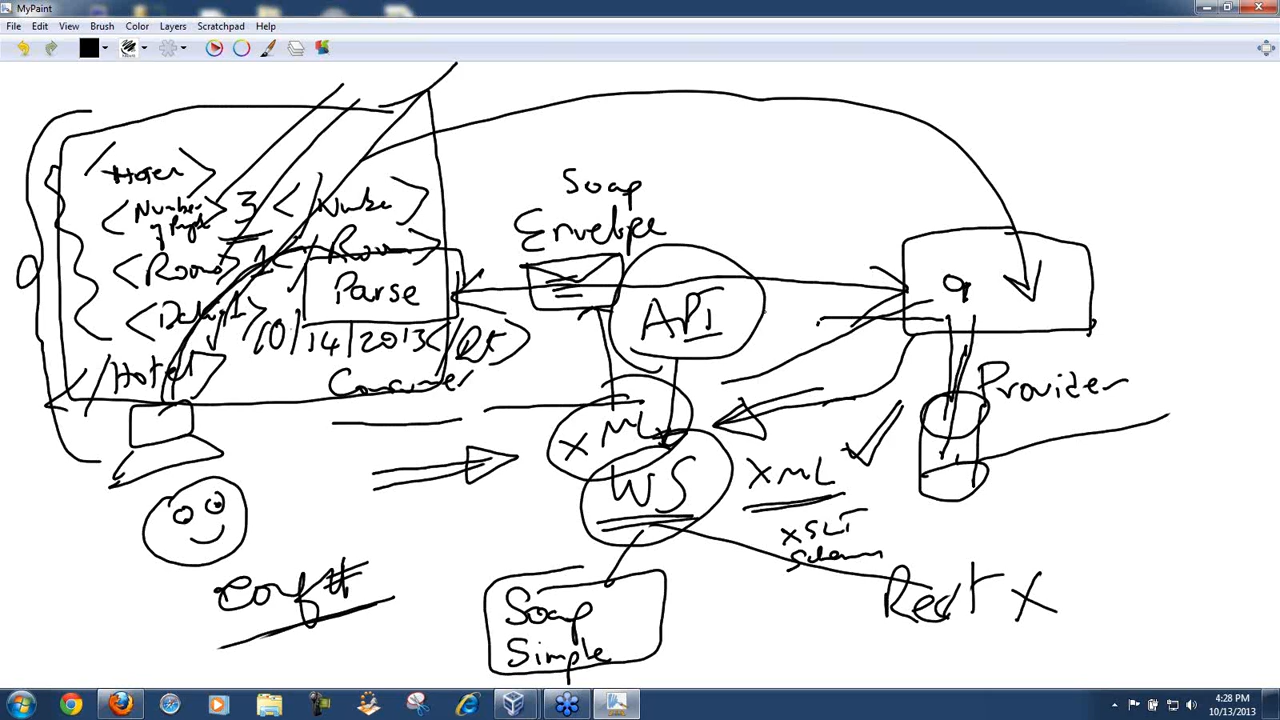 MyPaint
File Edit View Brush Color Layers Scratchpad Help
<Hotel>
<Number of People> 3 </Number>
<Room> 1 </Room>
10/14/2013
</Hotel>
Parse
Consumer
Soap
Envelope
API
XML
WS
Soap
Simple
XML
XSLT
Schema
Rest X
Provider
Conf #
4:28 PM
10/13/2013